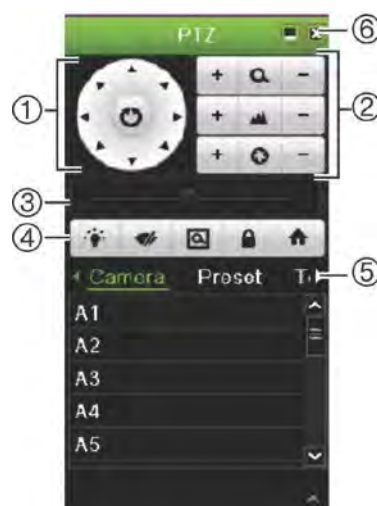 PTZ
⑥
①
+ −
②
+ −
+ −
③
④
Camera Preset T
⑤
A1
A2
A3
A4
A5